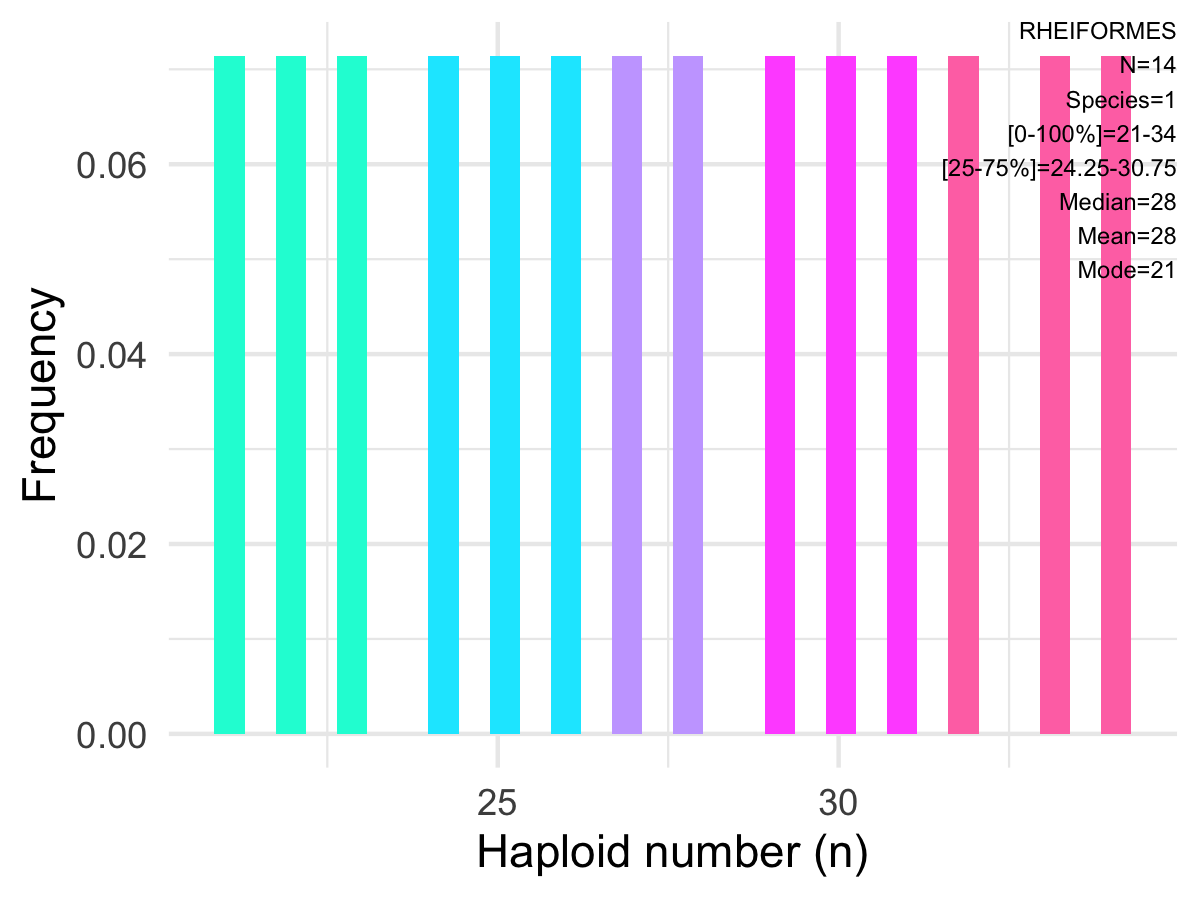 RHEIFORMES
N=14
Species=1
[0-100%]=21-34
[25-75%]=24.25-30.75
Median=28
Mean=28
Mode=21
0.06
0.04
0.02
0.00
Frequency
25 30
Haploid number (n)